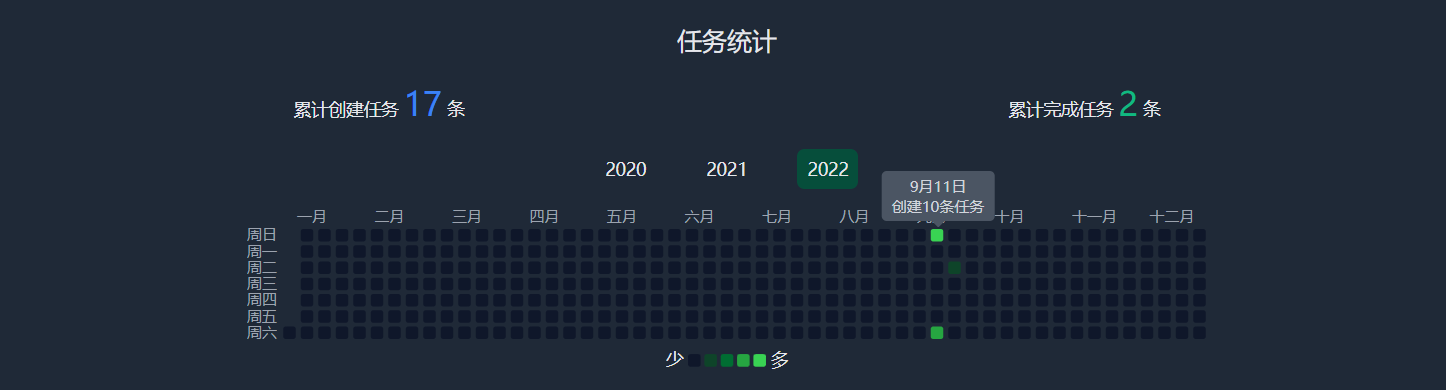 任务统计
累计创建任务 17 条
累计完成任务 2 条
2020 2021 2022
9月11日
创建10条任务
一月 二月 三月 四月 五月 六月 七月 八月 十月 十一月 十二月
周日
周一
周二
周三
周四
周五
周六
少 多